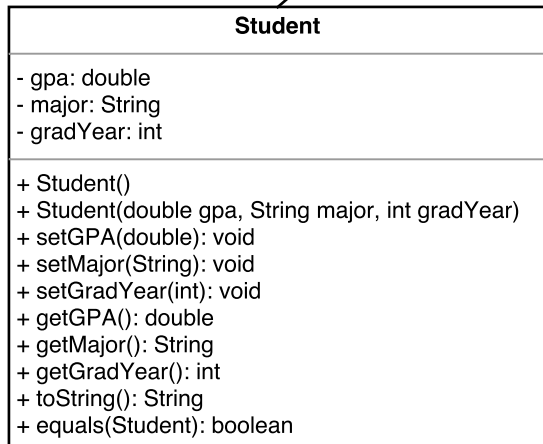 Student
- gpa: double
- major: String
- gradYear: int
+ Student()
+ Student(double gpa, String major, int gradYear)
+ setGPA(double): void
+ setMajor(String): void
+ setGradYear(int): void
+ getGPA(): double
+ getMajor(): String
+ getGradYear(): int
+ toString(): String
+ equals(Student): boolean